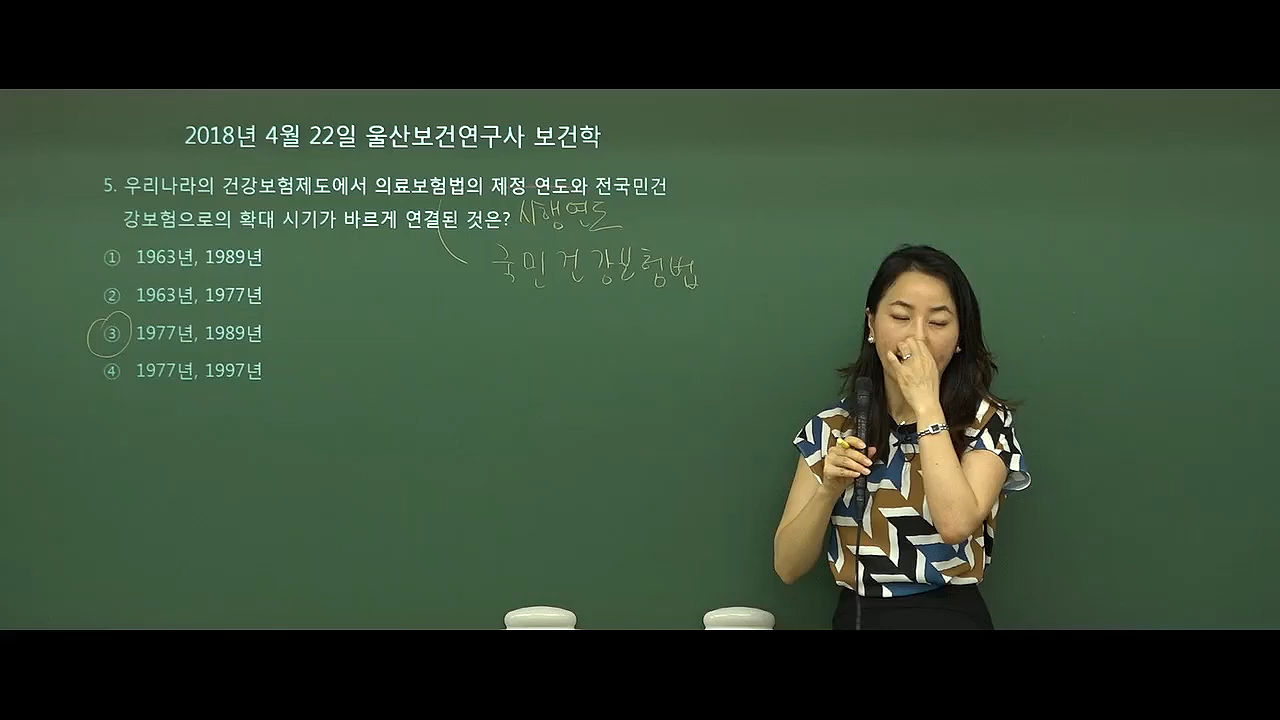 2018년 4월 22일 울산보건연구사 보건학
5. 우리나라의 건강보험제도에서 의료보험법의 제정 연도와 전국민건
강보험으로의 확대 시기가 바르게 연결된 것은? 시행연도
국민건강보험법
① 1963년, 1989년
② 1963년, 1977년
③ 1977년, 1989년
④ 1977년, 1997년